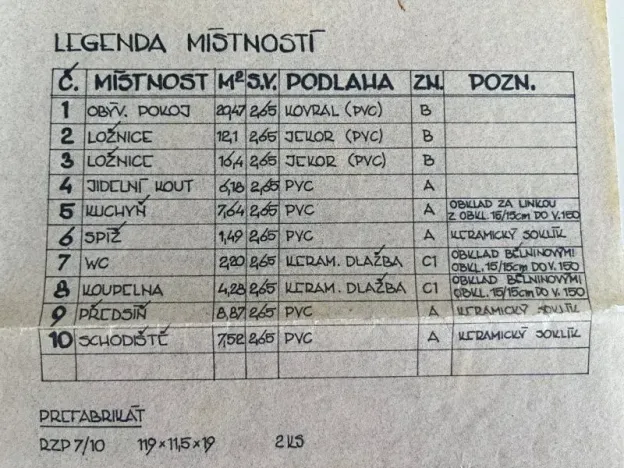 LEGENDA MÍSTNOSTÍ
Č. MÍSTNOST M² S.V. PODLAHA ZN. POZN.
1 OBÝV. POKOJ 20,47 2,65 KOVRAL (PVC) B
2 LOŽNICE 12,1 2,65 JEKOR (PVC) B
3 LOŽNICE 16,4 2,65 JEKOR (PVC) B
4 JIDELNÍ KOUT 6,18 2,65 PVC A
5 KUCHYŇ 7,64 2,65 PVC A OBKLAD ZA LINKOU
Z OBKL. 15/15cm DO V. 150
6 SPÍŽ 1,49 2,65 PVC A KERAMICKÝ SOKLÍK
7 WC 2,20 2,65 KERAM. DLAŽBA C1 OBKLAD BĚLNINOVÝMI
OBKL. 15/15cm DO V. 150
8 KOUPELNA 4,28 2,65 KERAM. DLAŽBA C1 OBKLAD BĚLNINOVÝMI
OBKL. 15/15cm DO V. 150
9 PŘEDSÍŇ 8,87 2,65 PVC A KERAMICKÝ SOKLÍK
10 SCHODIŠTĚ 7,52 2,65 PVC A KERAMICKÝ SOKLÍK
PREFABRIKÁT
RZP 7/10 119×11,5×19 2 KS